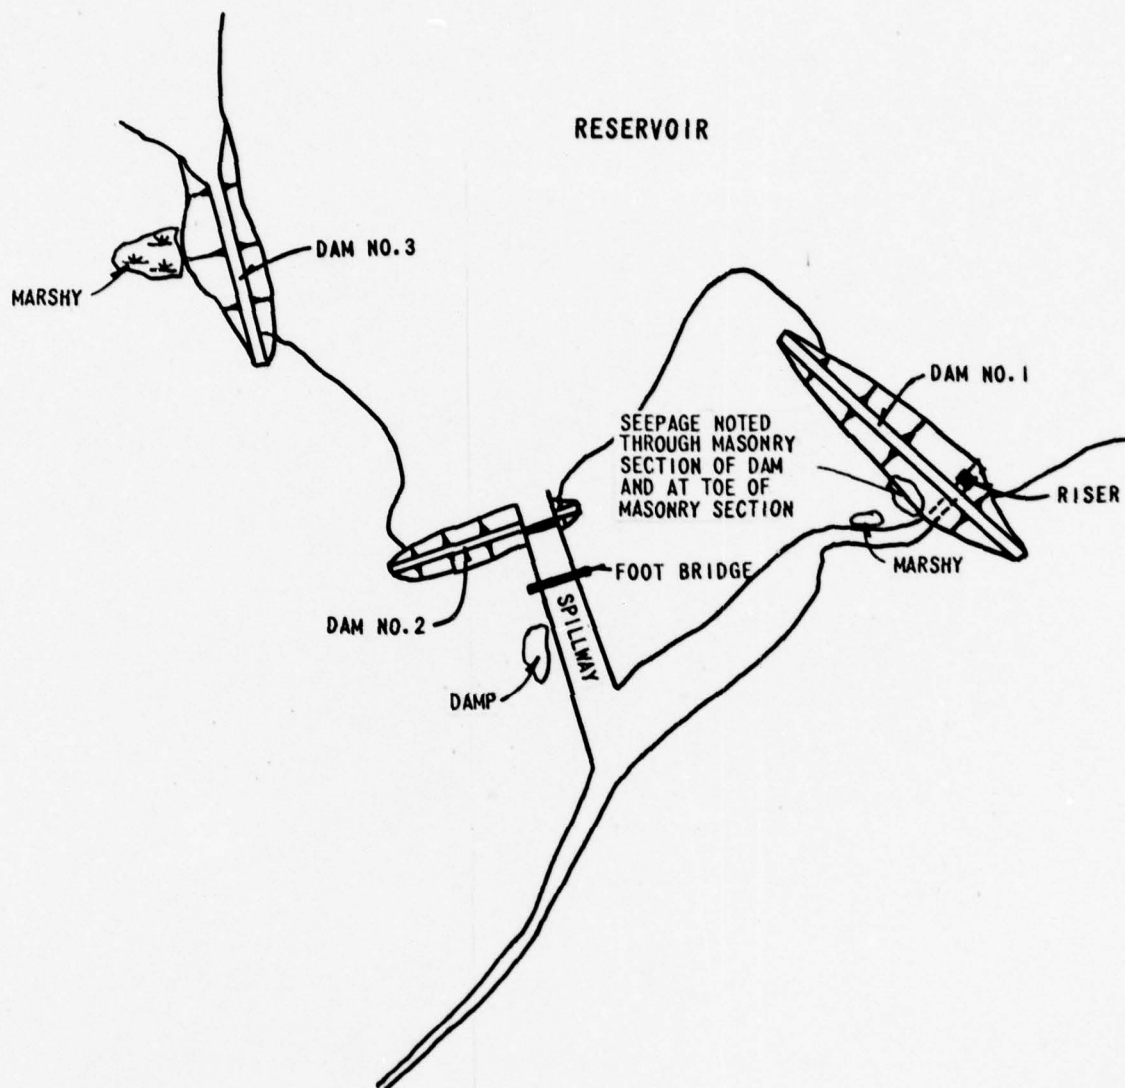 RESERVOIR
DAM NO.3
MARSHY
DAM NO.1
SEEPAGE NOTED
THROUGH MASONRY
SECTION OF DAM
AND AT TOE OF
MASONRY SECTION
RISER
MARSHY
FOOT BRIDGE
SPILLWAY
DAM NO.2
DAMP